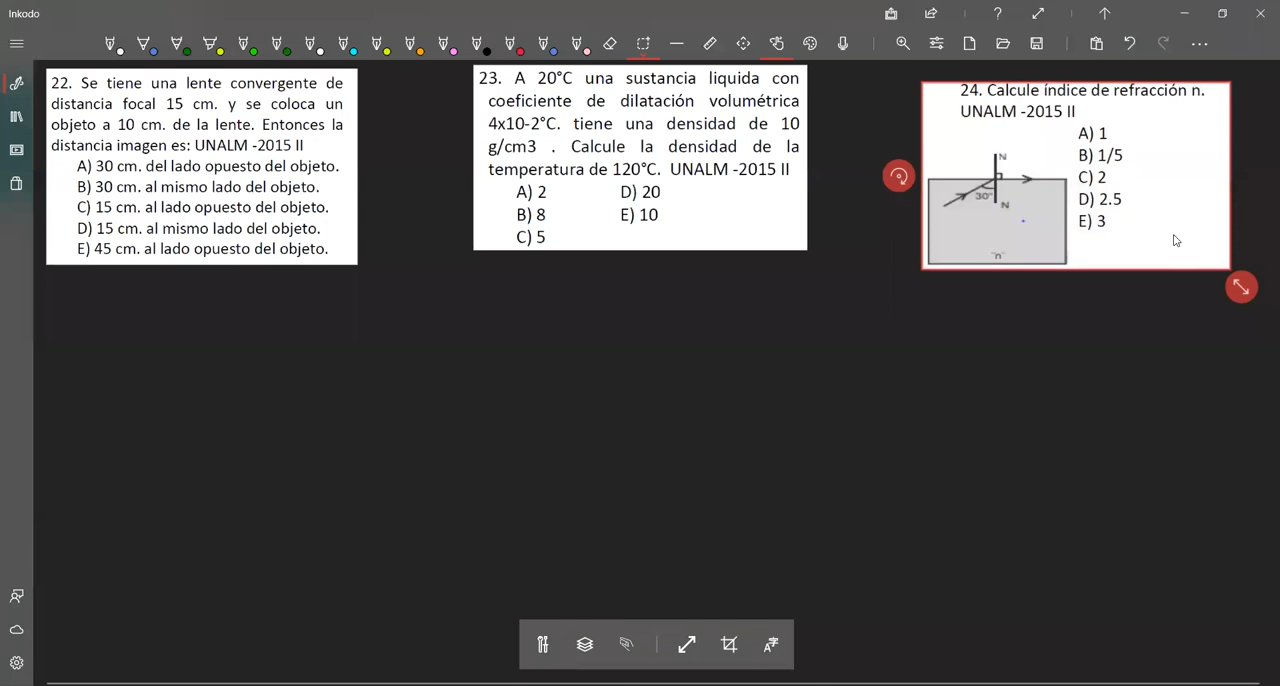 Inkodo
22. Se tiene una lente convergente de
distancia focal 15 cm. y se coloca un
objeto a 10 cm. de la lente. Entonces la
distancia imagen es: UNALM -2015 II
A) 30 cm. del lado opuesto del objeto.
B) 30 cm. al mismo lado del objeto.
C) 15 cm. al lado opuesto del objeto.
D) 15 cm. al mismo lado del objeto.
E) 45 cm. al lado opuesto del objeto.
23. A 20°C una sustancia liquida con
coeficiente de dilatación volumétrica
4x10-2°C. tiene una densidad de 10
g/cm3 . Calcule la densidad de la
temperatura de 120°C. UNALM -2015 II
A) 2 D) 20
B) 8 E) 10
C) 5
24. Calcule índice de refracción n.
UNALM -2015 II
A) 1
B) 1/5
C) 2
D) 2.5
E) 3
N
30°
N
"n"